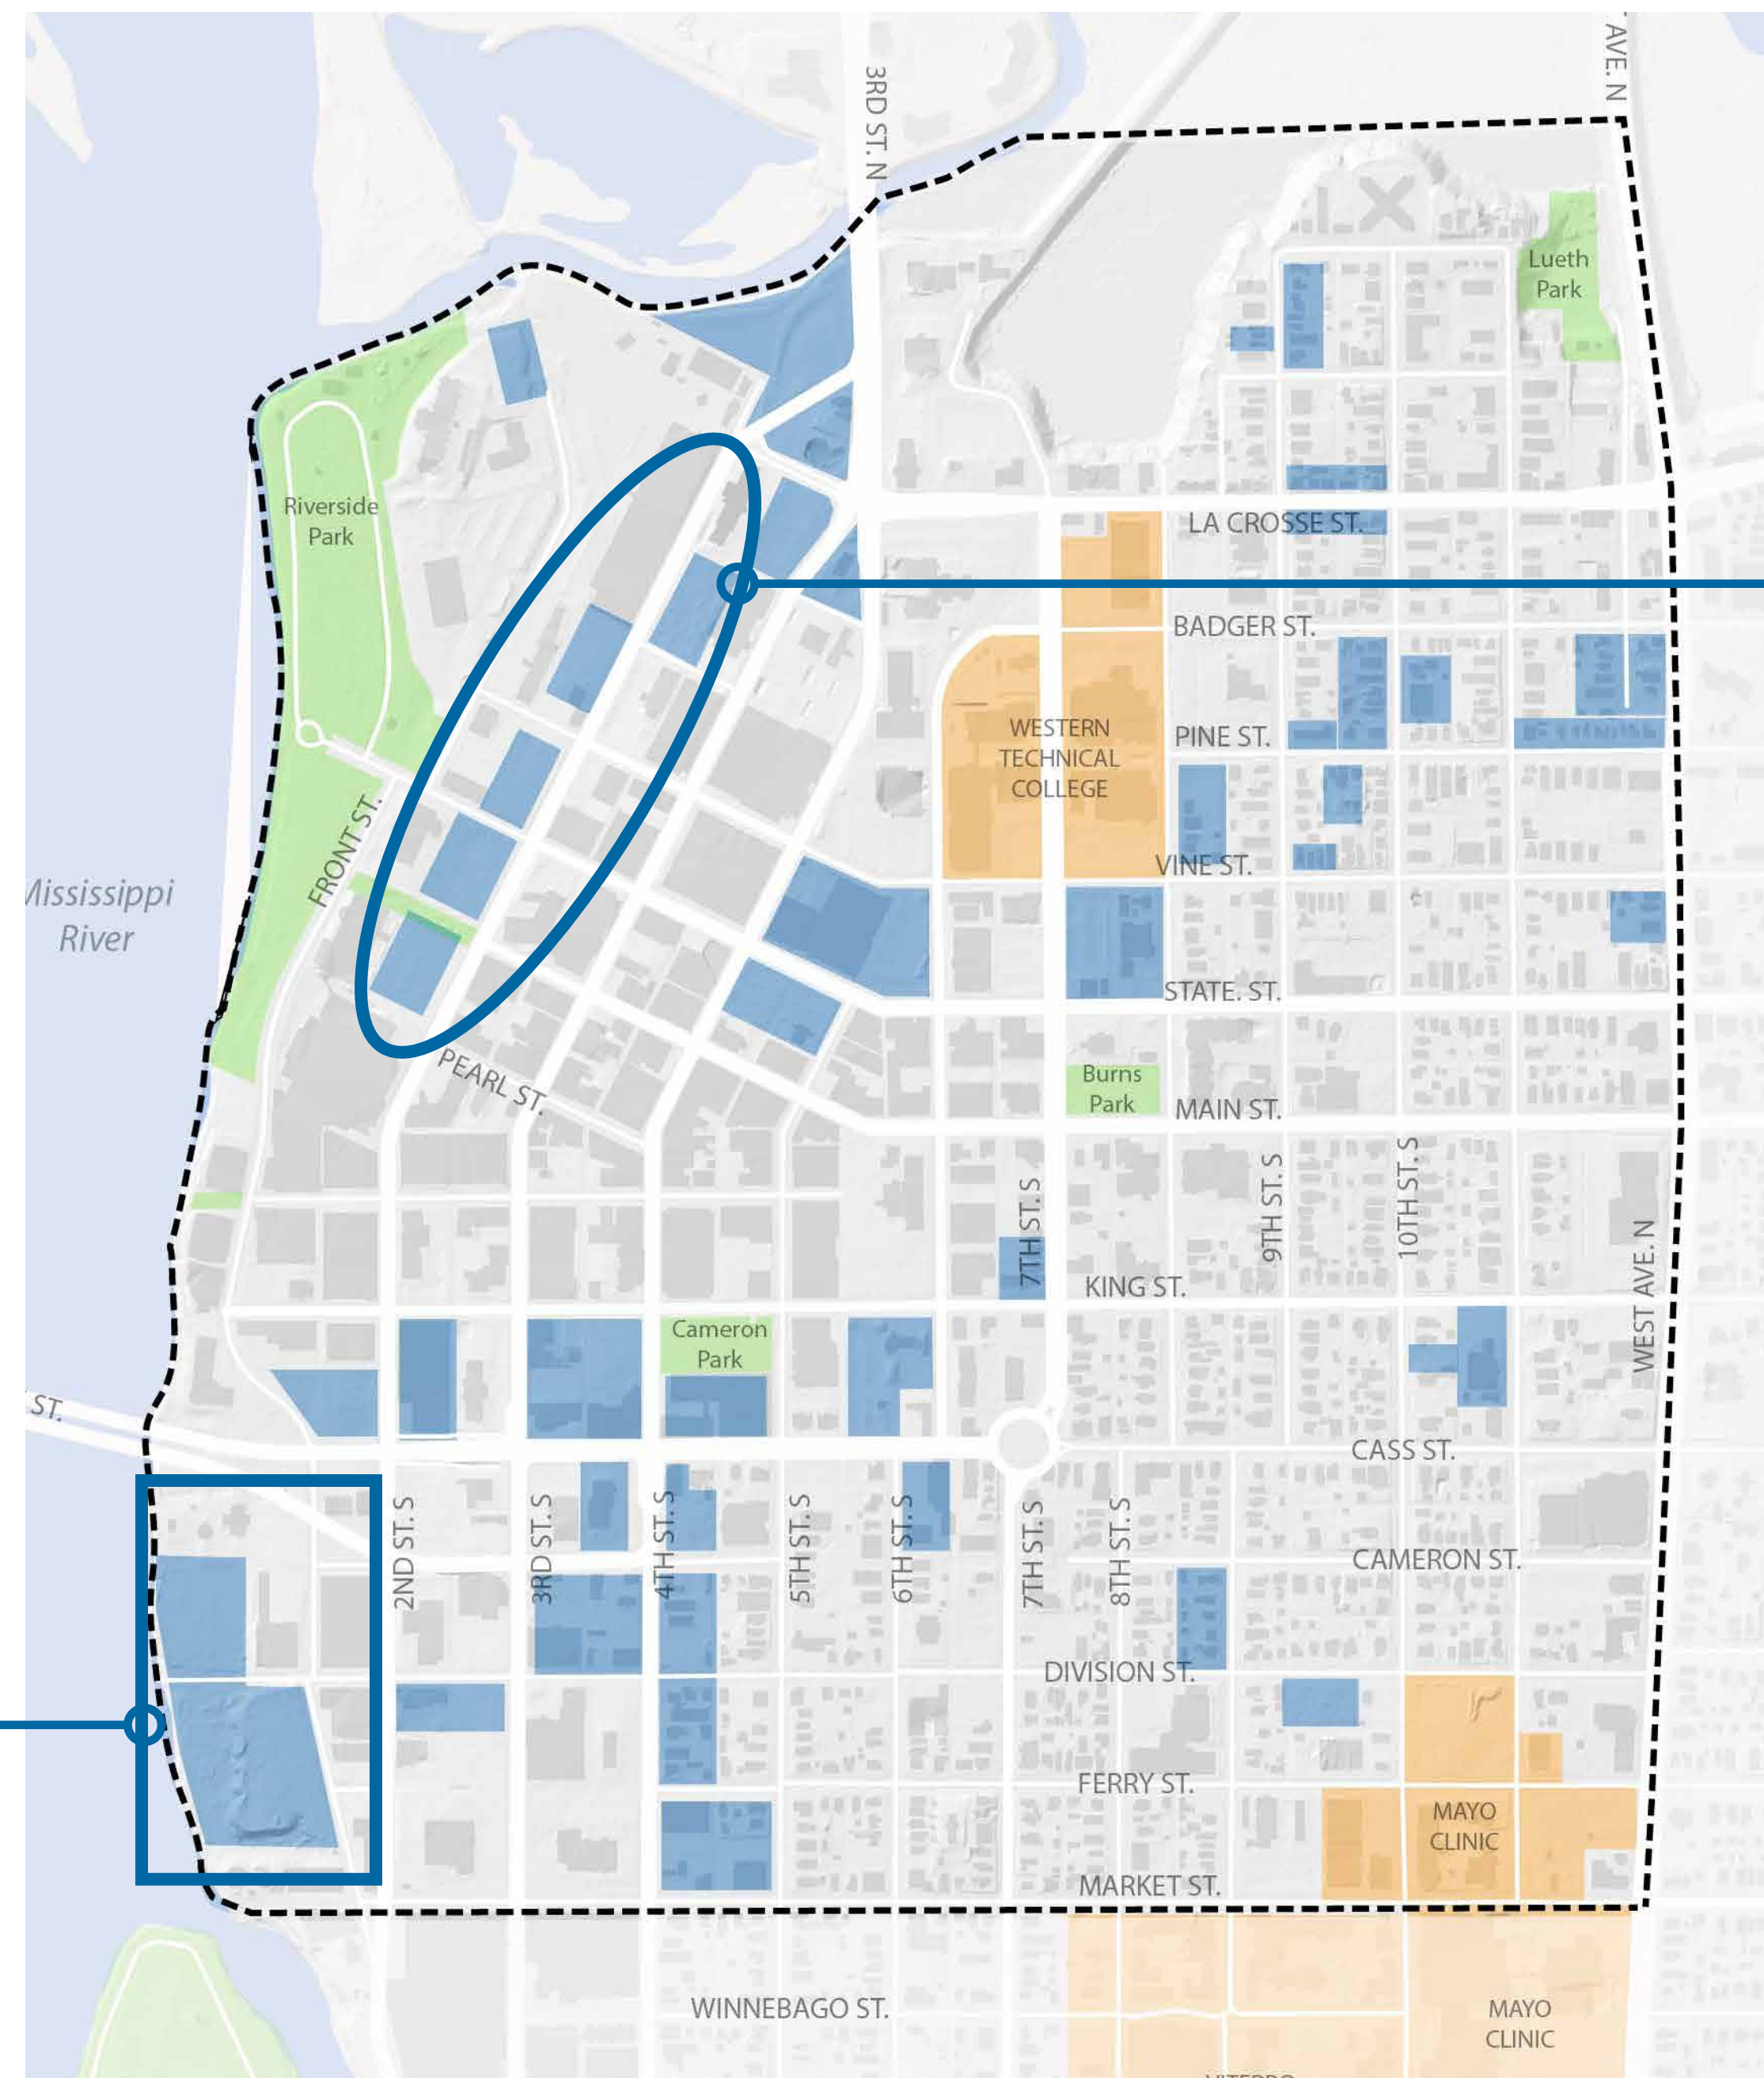 AVE. N
3RD ST. N
Lueth
Park
Riverside
Park
LA CROSSE ST.
BADGER ST.
WESTERN
TECHNICAL
COLLEGE
PINE ST.
FRONT ST.
VINE ST.
Mississippi
River
STATE. ST.
PEARL ST.
Burns
Park
MAIN ST.
7TH ST. S
9TH ST. S
10TH ST. S
WEST AVE. N
KING ST.
Cameron
Park
ST.
CASS ST.
2ND ST. S
3RD ST. S
4TH ST. S
5TH ST. S
6TH ST. S
7TH ST. S
8TH ST. S
CAMERON ST.
DIVISION ST.
FERRY ST.
MAYO
CLINIC
MARKET ST.
WINNEBAGO ST.
MAYO
CLINIC